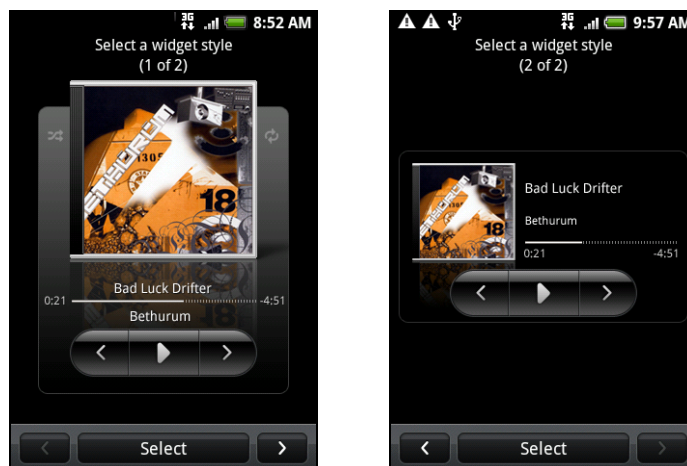 3G
8:52 AM
Select a widget style
(1 of 2)
1305
18
Bad Luck Drifter
0:21
-4:51
Bethurum
Select
3G
9:57 AM
Select a widget style
(2 of 2)
18
Bad Luck Drifter
Bethurum
0:21
-4:51
Select